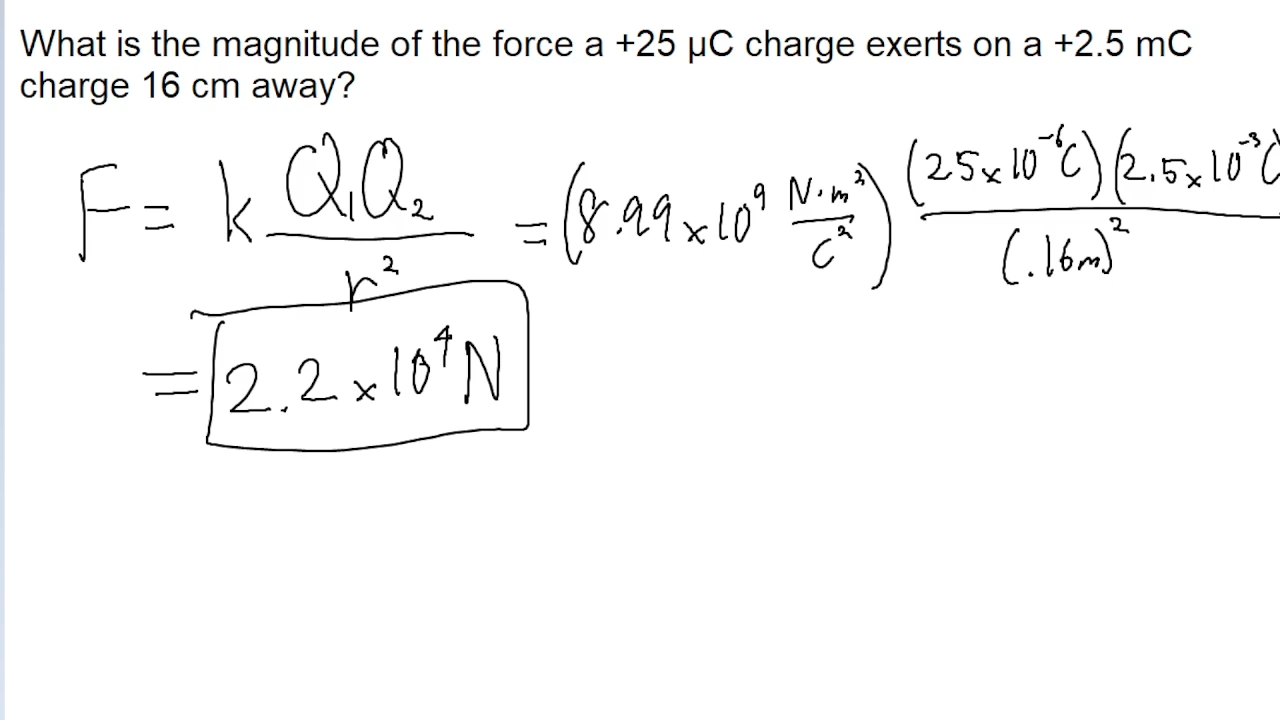 What is the magnitude of the force a +25 μC charge exerts on a +2.5 mC
charge 16 cm away?
F = k Q₁Q₂ / r² = (8.99 × 10⁹ N·m² / C²) (25 × 10⁻⁶ C) (2.5 × 10⁻³ C) / (.16m)²
= 2.2 × 10⁴ N